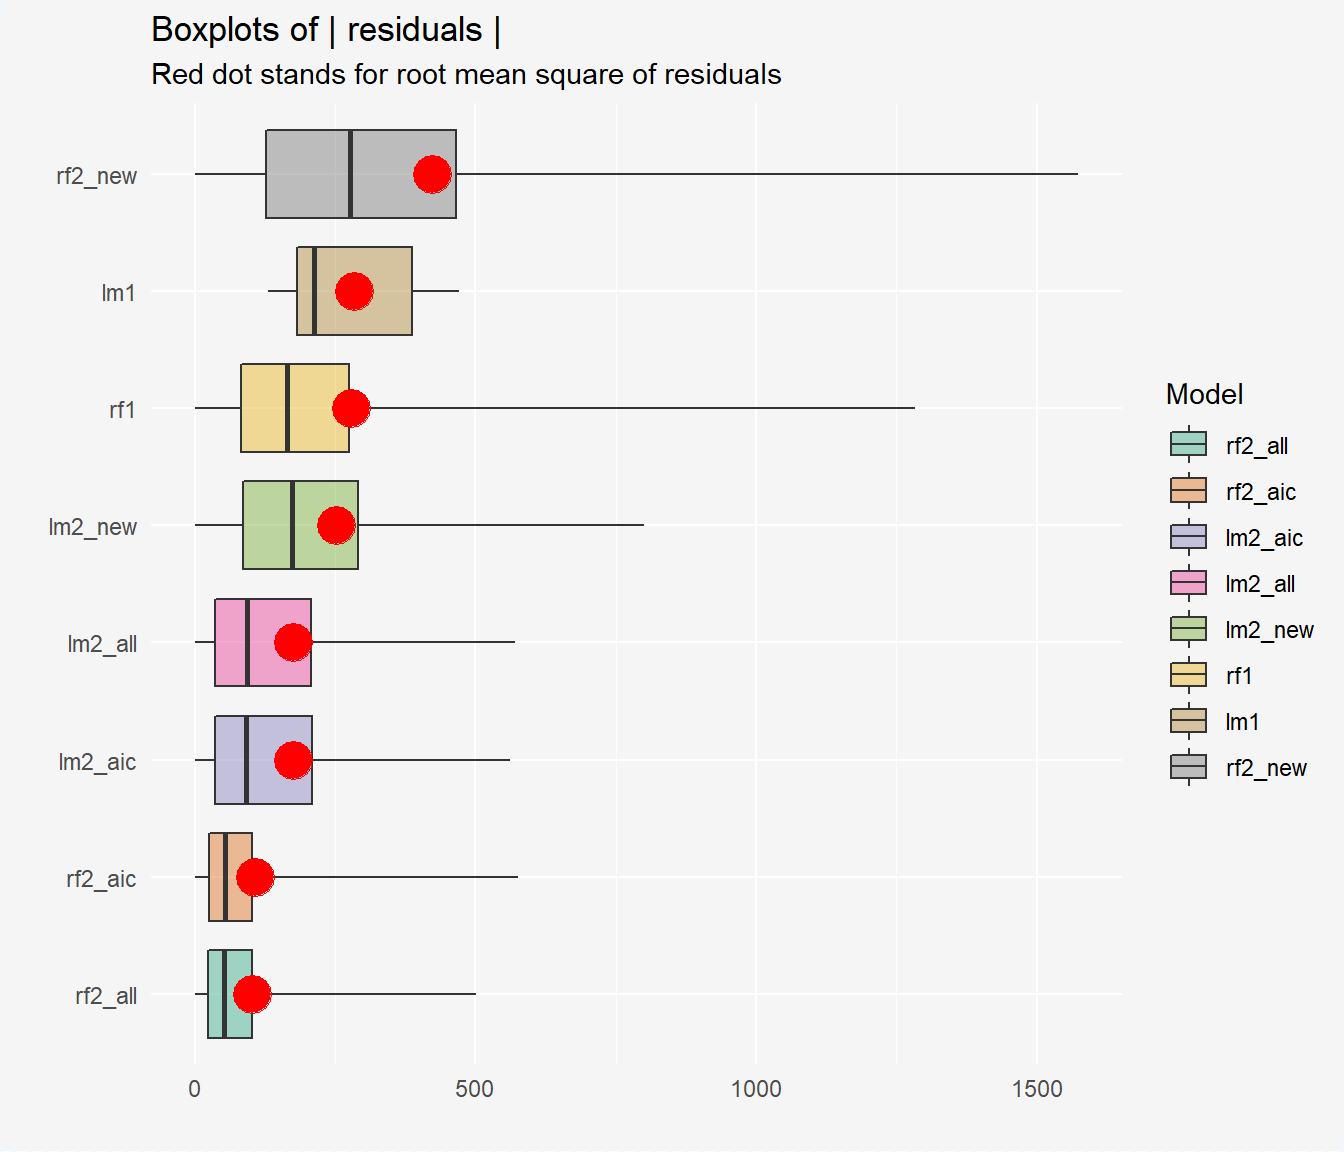 Boxplots of | residuals |
Red dot stands for root mean square of residuals
rf2_new
lm1
rf1
lm2_new
lm2_all
lm2_aic
rf2_aic
rf2_all
0 500 1000 1500
Model
rf2_all
rf2_aic
lm2_aic
lm2_all
lm2_new
rf1
lm1
rf2_new